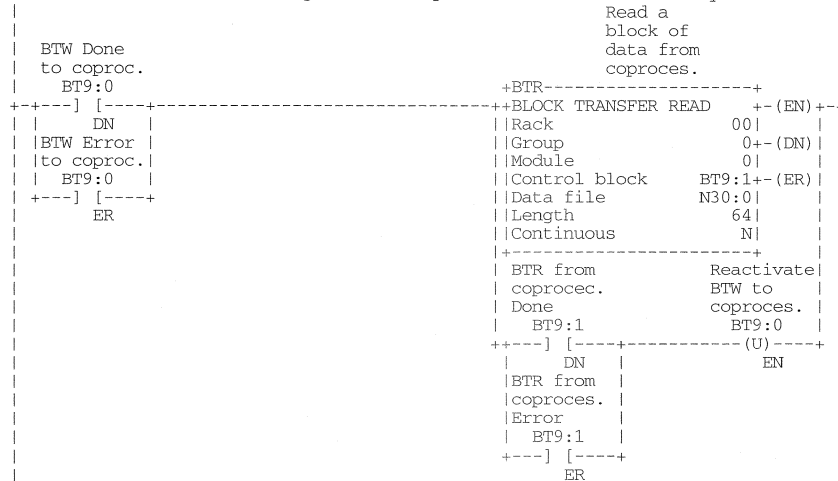 Read a
block of
BTW Done data from
to coproc. coproces.
BT9:0 +BTR--------------------+
+-+---] [----+--------------------------------++BLOCK TRANSFER READ +-(EN)+-
| | DN | ||Rack 00| |
| |BTW Error | ||Group 0+-(DN)|
| |to coproc.| ||Module 0| |
| | BT9:0 | ||Control block BT9:1+-(ER)|
| +---] [----+ ||Data file N30:0| |
| ER ||Length 64| |
| ||Continuous N| |
| |+-----------------------+ |
| | BTR from Reactivate|
| | coprocec. BTW to |
| | Done coproces. |
| | BT9:1 BT9:0 |
| ++---] [----+-----------(U)----+
| | DN | EN
| |BTR from |
| |coproces. |
| |Error |
| | BT9:1 |
| +---] [----+
| ER